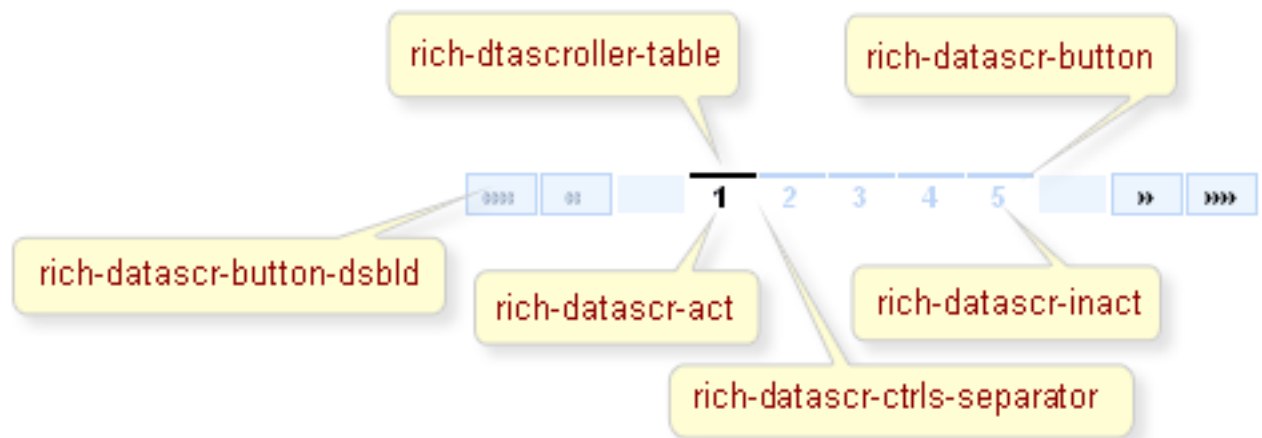 rich-dtascroller-table
rich-datascr-button
«««« «« 1 2 3 4 5 »» »»»»
rich-datascr-button-dsbld
rich-datascr-act
rich-datascr-inact
rich-datascr-ctrls-separator